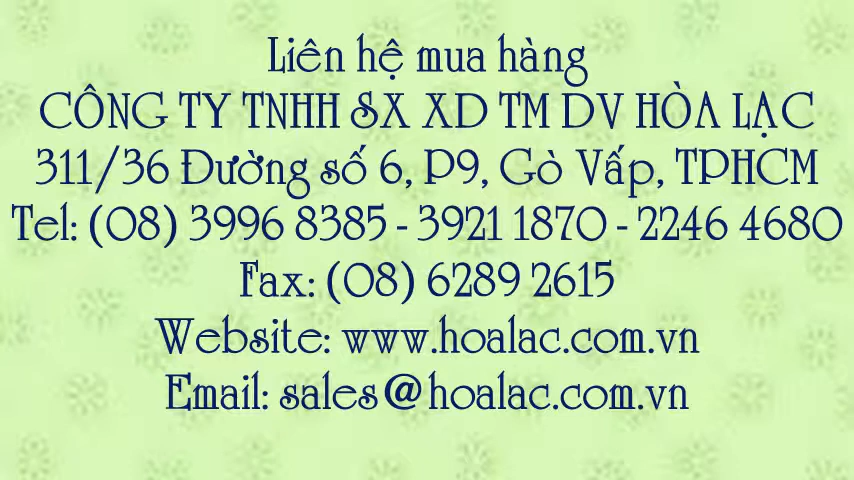 Liên hệ mua hàng
CÔNG TY TNHH SX XD TM DV HÒA LẠC
311/36 Đường số 6, P9, Gò Vấp, TPHCM
Tel: (08) 3996 8385 - 3921 1870 - 2246 4680
Fax: (08) 6289 2615
Website: www.hoalac.com.vn
Email: sales@hoalac.com.vn